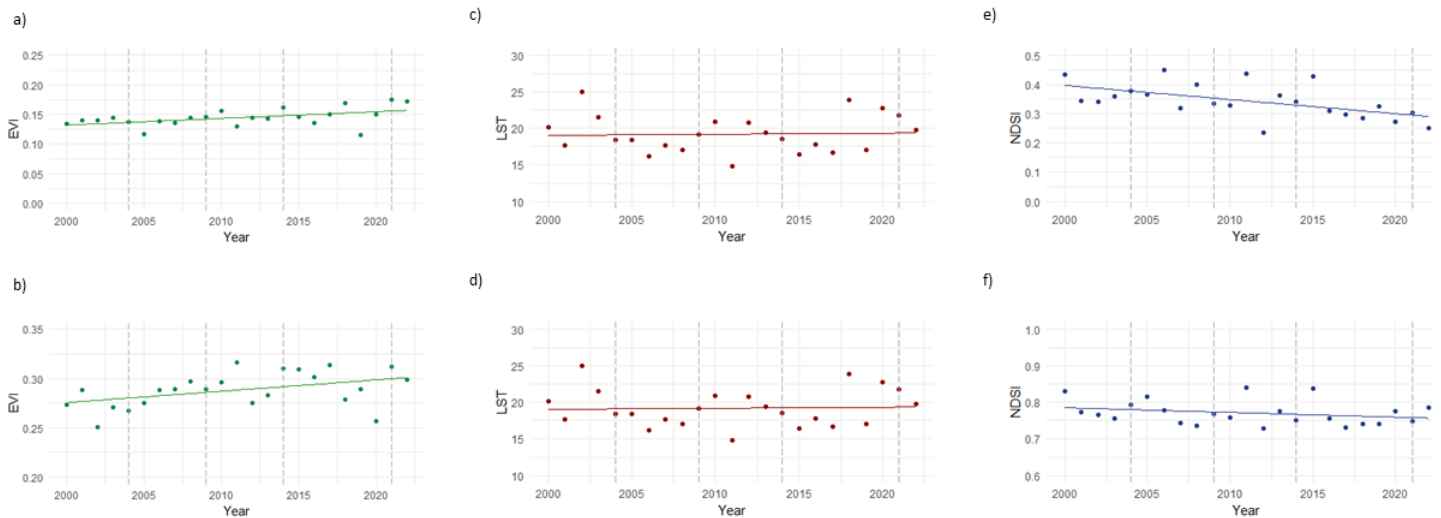 a)
0.25
0.20
0.15
0.10
0.05
0.00
EVI
2000 2005 2010 2015 2020
Year
b)
0.35
0.30
0.25
0.20
EVI
2000 2005 2010 2015 2020
Year
c)
30
25
20
15
10
LST
2000 2005 2010 2015 2020
Year
d)
30
25
20
15
10
LST
2000 2005 2010 2015 2020
Year
e)
0.5
0.4
0.3
0.2
0.1
0.0
NDSI
2000 2005 2010 2015 2020
Year
f)
1.0
0.9
0.8
0.7
0.6
NDSI
2000 2005 2010 2015 2020
Year